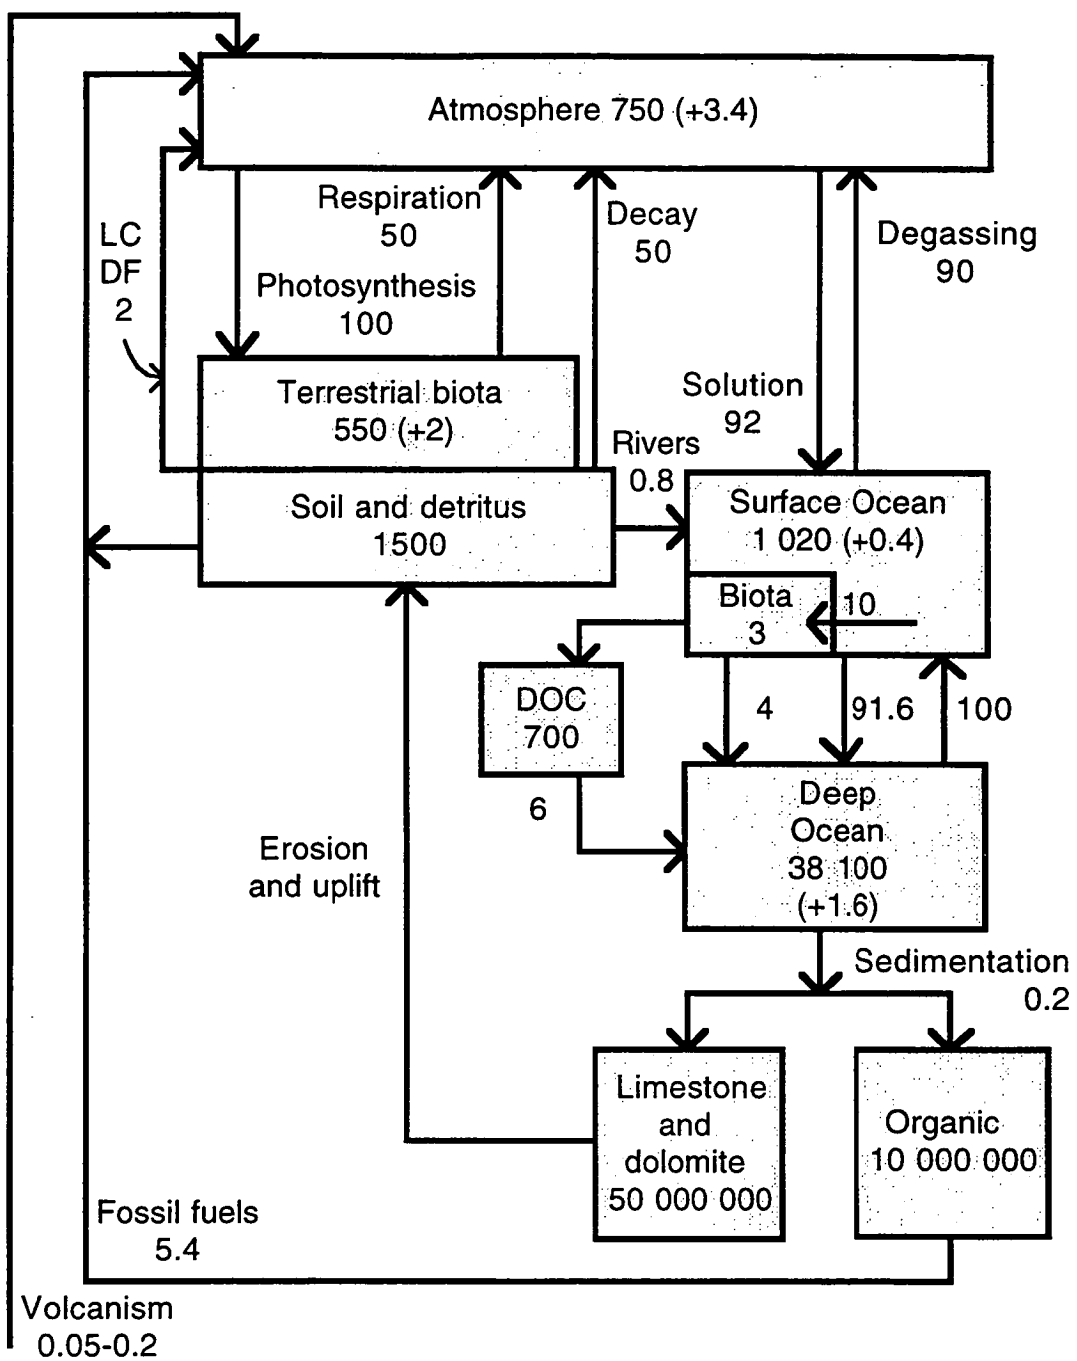 Atmosphere 750 (+3.4)
Respiration
50
Decay
50
LC
DF
2
Degassing
90
Photosynthesis
100
Terrestrial biota
550 (+2)
Solution
92
Rivers
0.8
Soil and detritus
1500
Surface Ocean
1 020 (+0.4)
Biota
3
10
DOC
700
4
91.6
100
6
Deep
Ocean
38 100
(+1.6)
Erosion
and uplift
Sedimentation
0.2
Limestone
and
dolomite
50 000 000
Organic
10 000 000
Fossil fuels
5.4
Volcanism
0.05-0.2